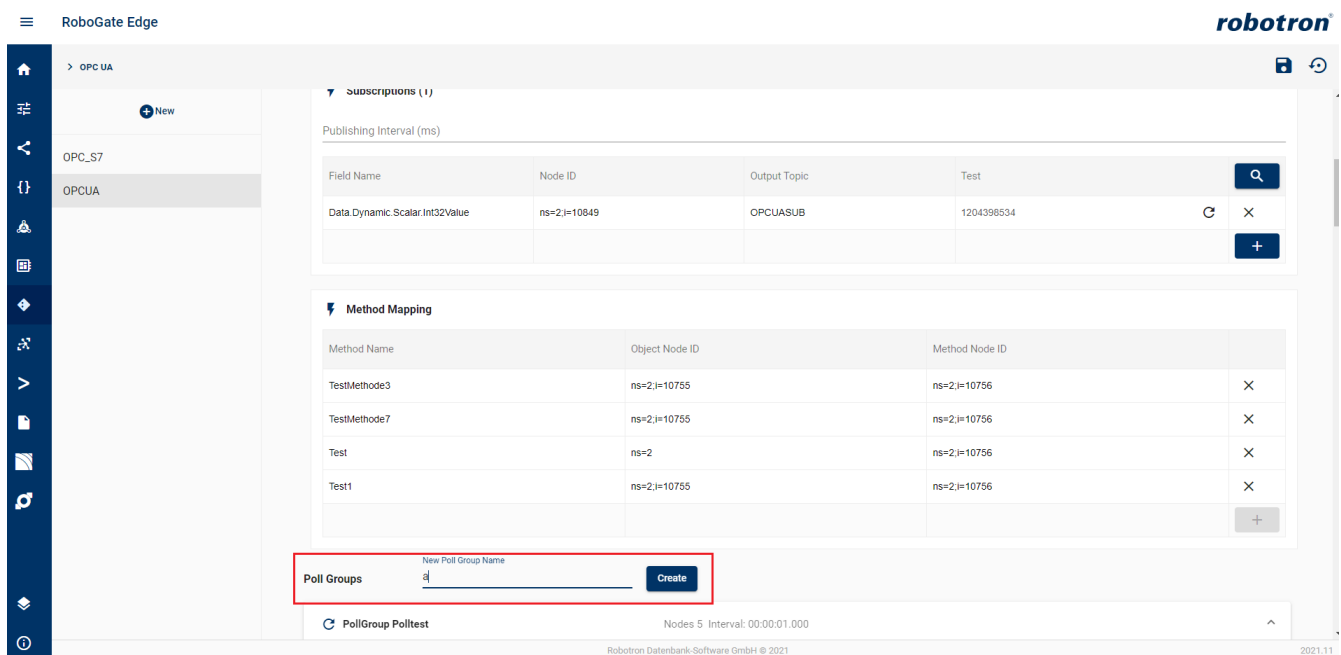 RoboGate Edge
robotron®
> OPC UA
New
OPC_S7
OPCUA
Subscriptions (1)
Publishing Interval (ms)
Field Name Node ID Output Topic Test
Data.Dynamic.Scalar.Int32Value ns=2;i=10849 OPCUASUB 1204398534
Method Mapping
Method Name Object Node ID Method Node ID
TestMethode3 ns=2;i=10755 ns=2;i=10756
TestMethode7 ns=2;i=10755 ns=2;i=10756
Test ns=2 ns=2;i=10756
Test1 ns=2;i=10755 ns=2;i=10756
New Poll Group Name
Poll Groups a Create
PollGroup Polltest Nodes 5 Interval: 00:00:01.000
Robotron Datenbank-Software GmbH © 2021 2021.11